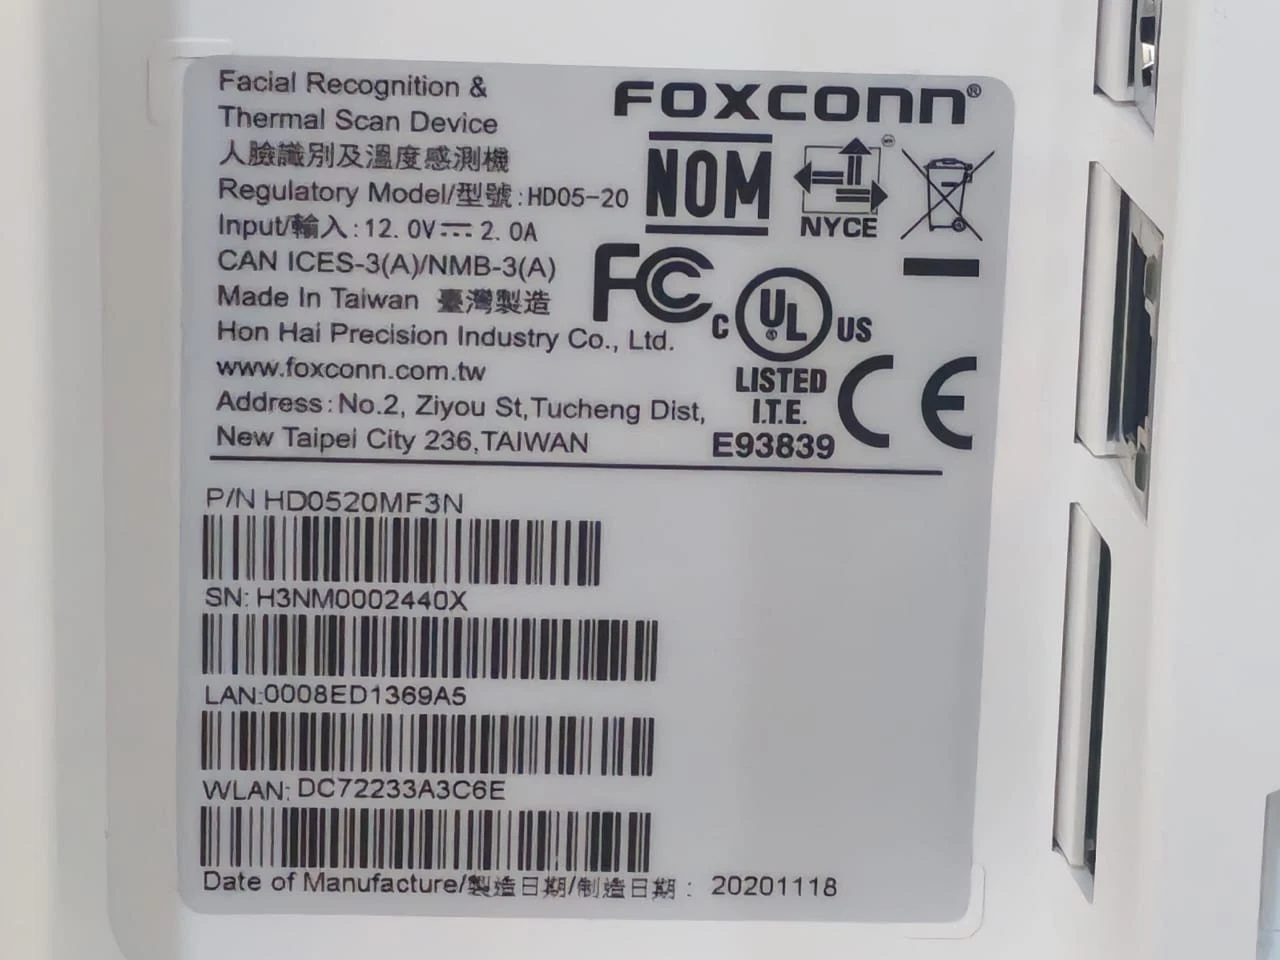 Facial Recognition &
Thermal Scan Device
人臉識別及溫度感測機
Regulatory Model/型號:HD05-20
Input/輸入:12.0V⎓2.0A
CAN ICES-3(A)/NMB-3(A)
Made In Taiwan 臺灣製造
Hon Hai Precision Industry Co., Ltd.
www.foxconn.com.tw
Address:No.2, Ziyou St,Tucheng Dist,
New Taipei City 236,TAIWAN
FOXCONN®
NOM
NYCE
FC
C UL® US
LISTED
I.T.E.
E93839
CE
P/N HD0520MF3N
SN: H3NM0002440X
LAN:0008ED1369A5
WLAN: DC72233A3C6E
Date of Manufacture/製造日期/制造日期: 20201118